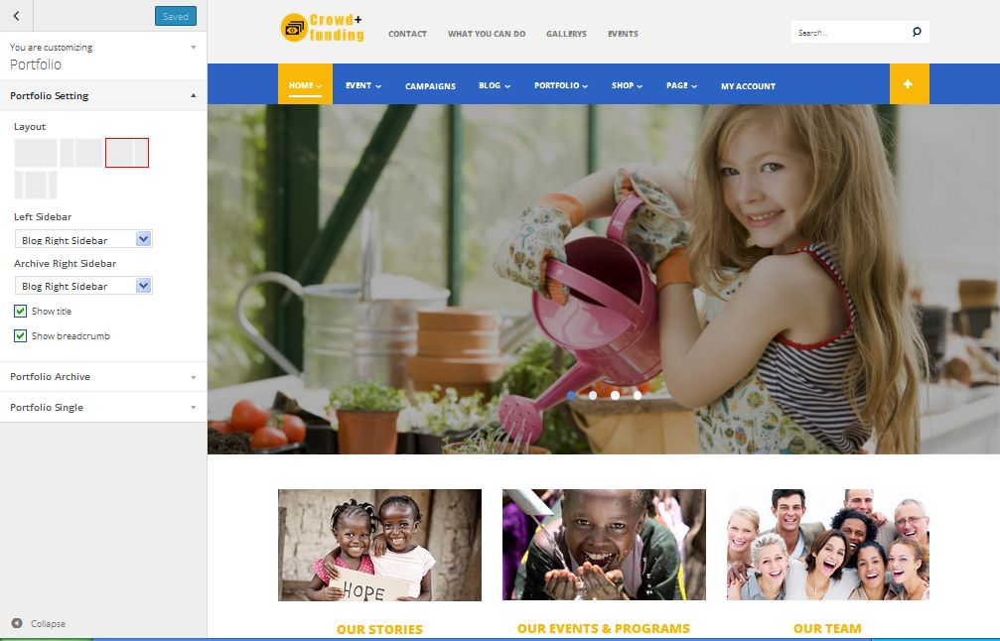 Saved
You are customizing
Portfolio
Portfolio Setting
Layout
Left Sidebar
Blog Right Sidebar
Archive Right Sidebar
Blog Right Sidebar
Show title
Show breadcrumb
Portfolio Archive
Portfolio Single
Collapse
Crowd+
funding
CONTACT WHAT YOU CAN DO GALLERYS EVENTS
Search...
HOME EVENT CAMPAIGNS BLOG PORTFOLIO SHOP PAGE MY ACCOUNT
HOPE
OUR STORIES
OUR EVENTS & PROGRAMS
OUR TEAM